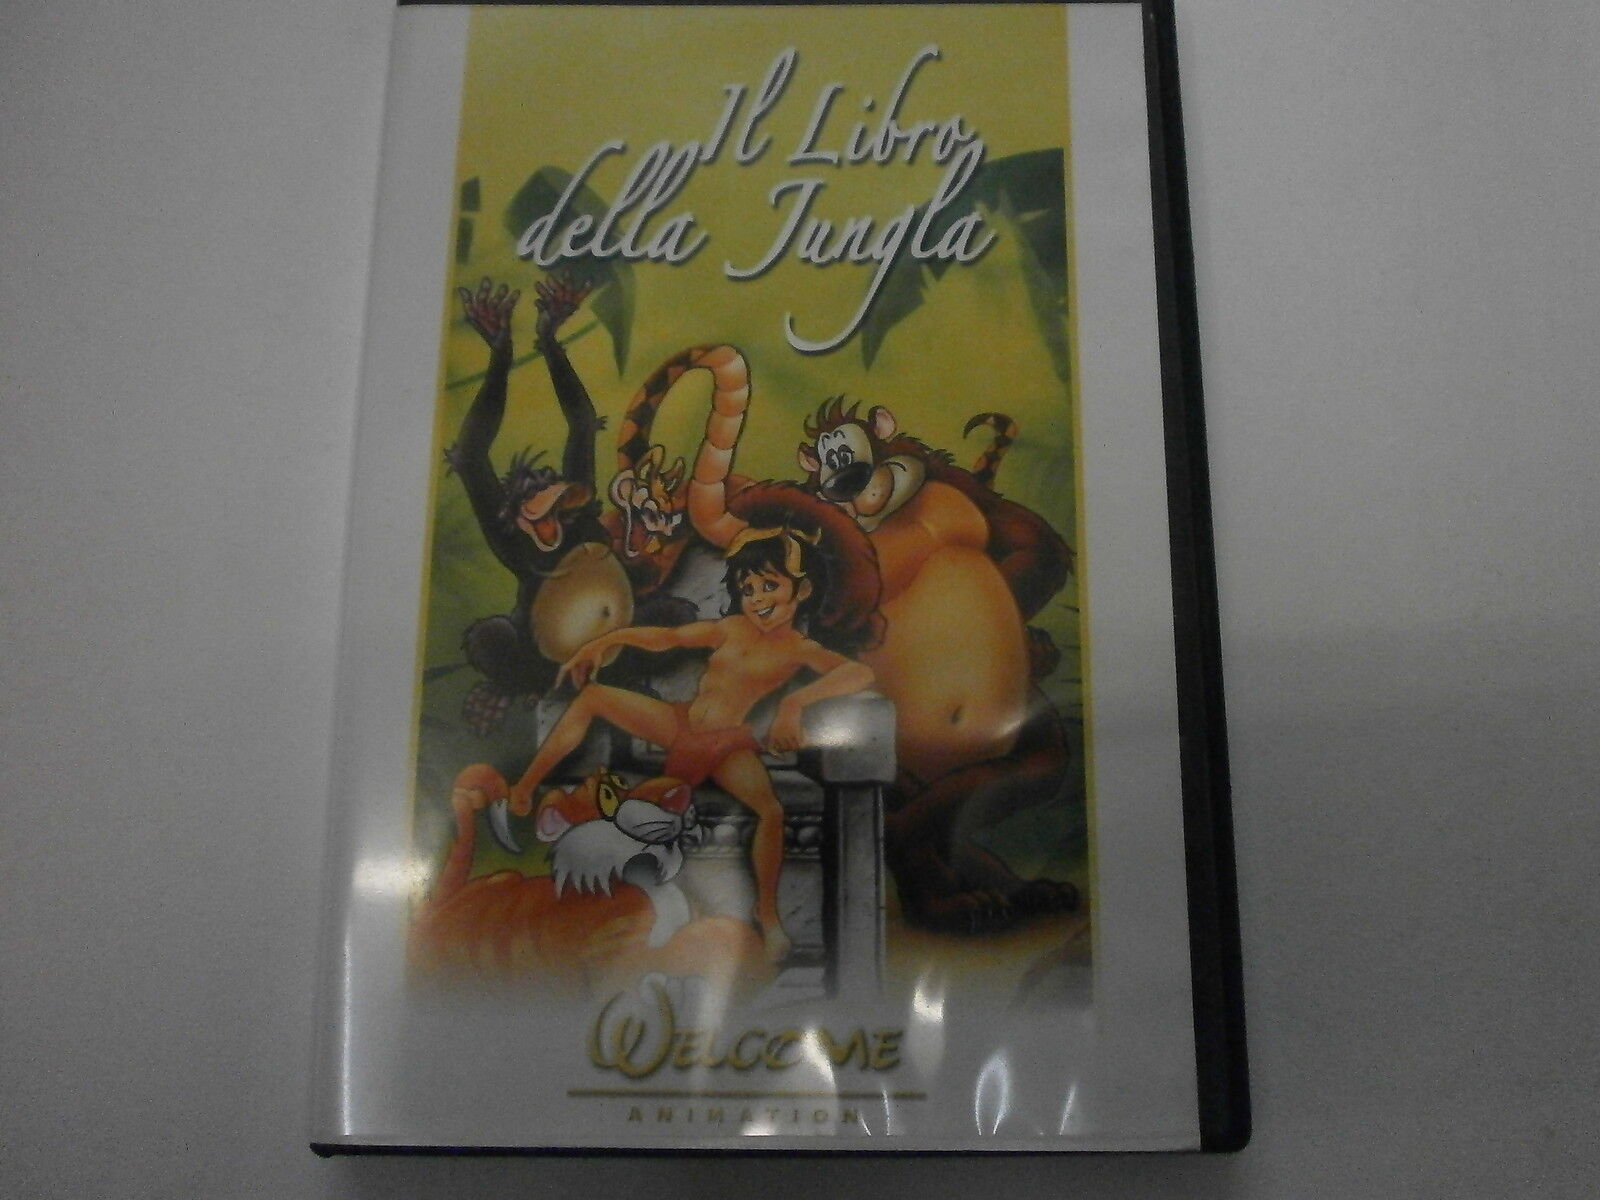 Il Libro
della Jungla
WELCOME
ANIMATION